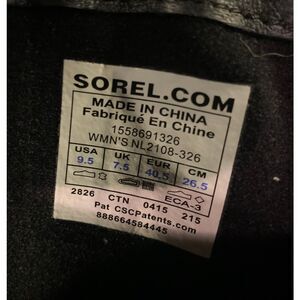 SOREL.COM
MADE IN CHINA
Fabriqué En Chine
1558691326
WMN'S NL2108-326
USA UK EUR CM
9.5 7.5 40.5 26.5
ECA-3
2826 CTN 0415 215
Pat CSCPatents.com
888664584445